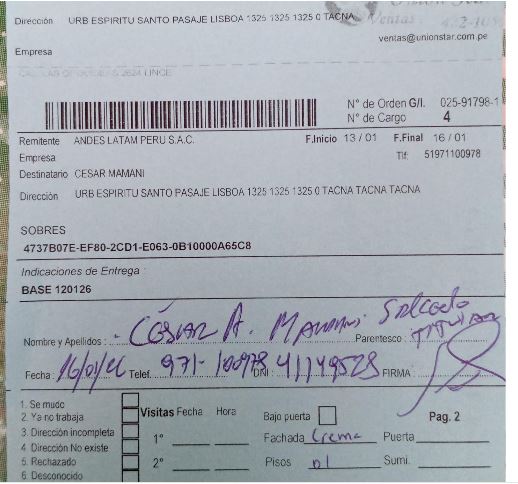 Dirección URB ESPIRITU SANTO PASAJE LISBOA 1325 1325 1325 0 TACNA
Ventas:
ventas@unionstar.com.pe
Empresa
2624 LINCE
N° de Orden G/I. 025-91798-1
N° de Cargo 4
Remitente ANDES LATAM PERU S.A.C. F.Inicio 13 / 01 F.Final 16 / 01
Empresa Tlf: 51971100978
Destinatario CESAR MAMANI
Dirección URB ESPIRITU SANTO PASAJE LISBOA 1325 1325 1325 0 TACNA TACNA TACNA
SOBRES
4737B07E-EF80-2CD1-E063-0B10000A65C8
Indicaciones de Entrega :
BASE 120126
Nombre y Apellidos : César A. Mamani Salcedo Parentesco : TITULAR
Fecha : 16/01/26 Telef. 971-100978 DNI : 41149528 FIRMA :
1. Se mudo
2. Ya no trabaja
3. Dirección incompleta
4. Dirección No existe
5. Rechazado
6. Desconocido
Visitas Fecha Hora
1°
2°
Bajo puerta
Pag. 2
Fachada Crema Puerta
Pisos 01 Sumi.